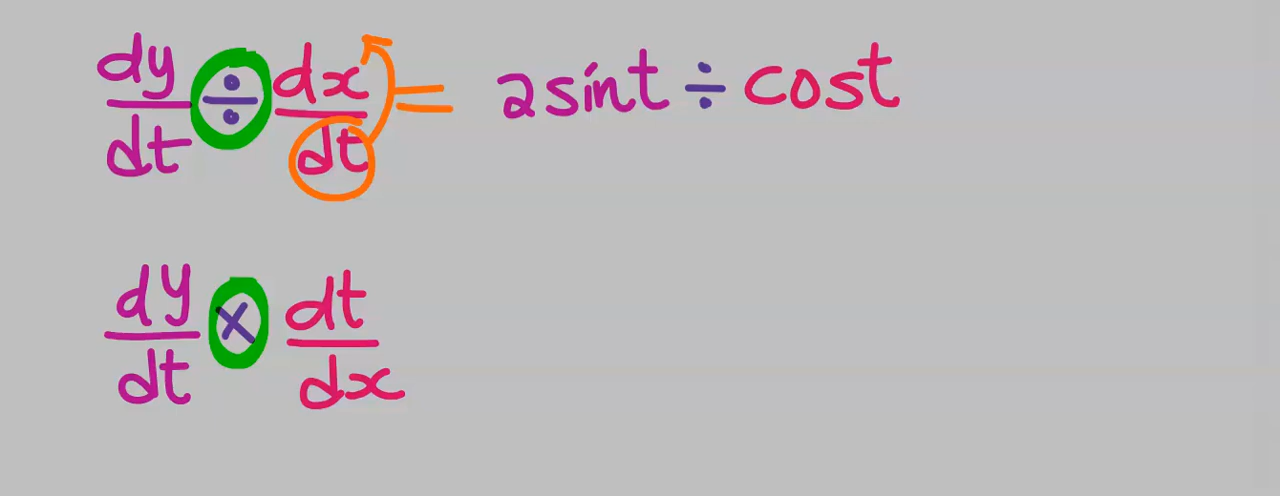 dy/dt ÷ dx/dt = 2sint ÷ cost
dy/dt × dt/dx